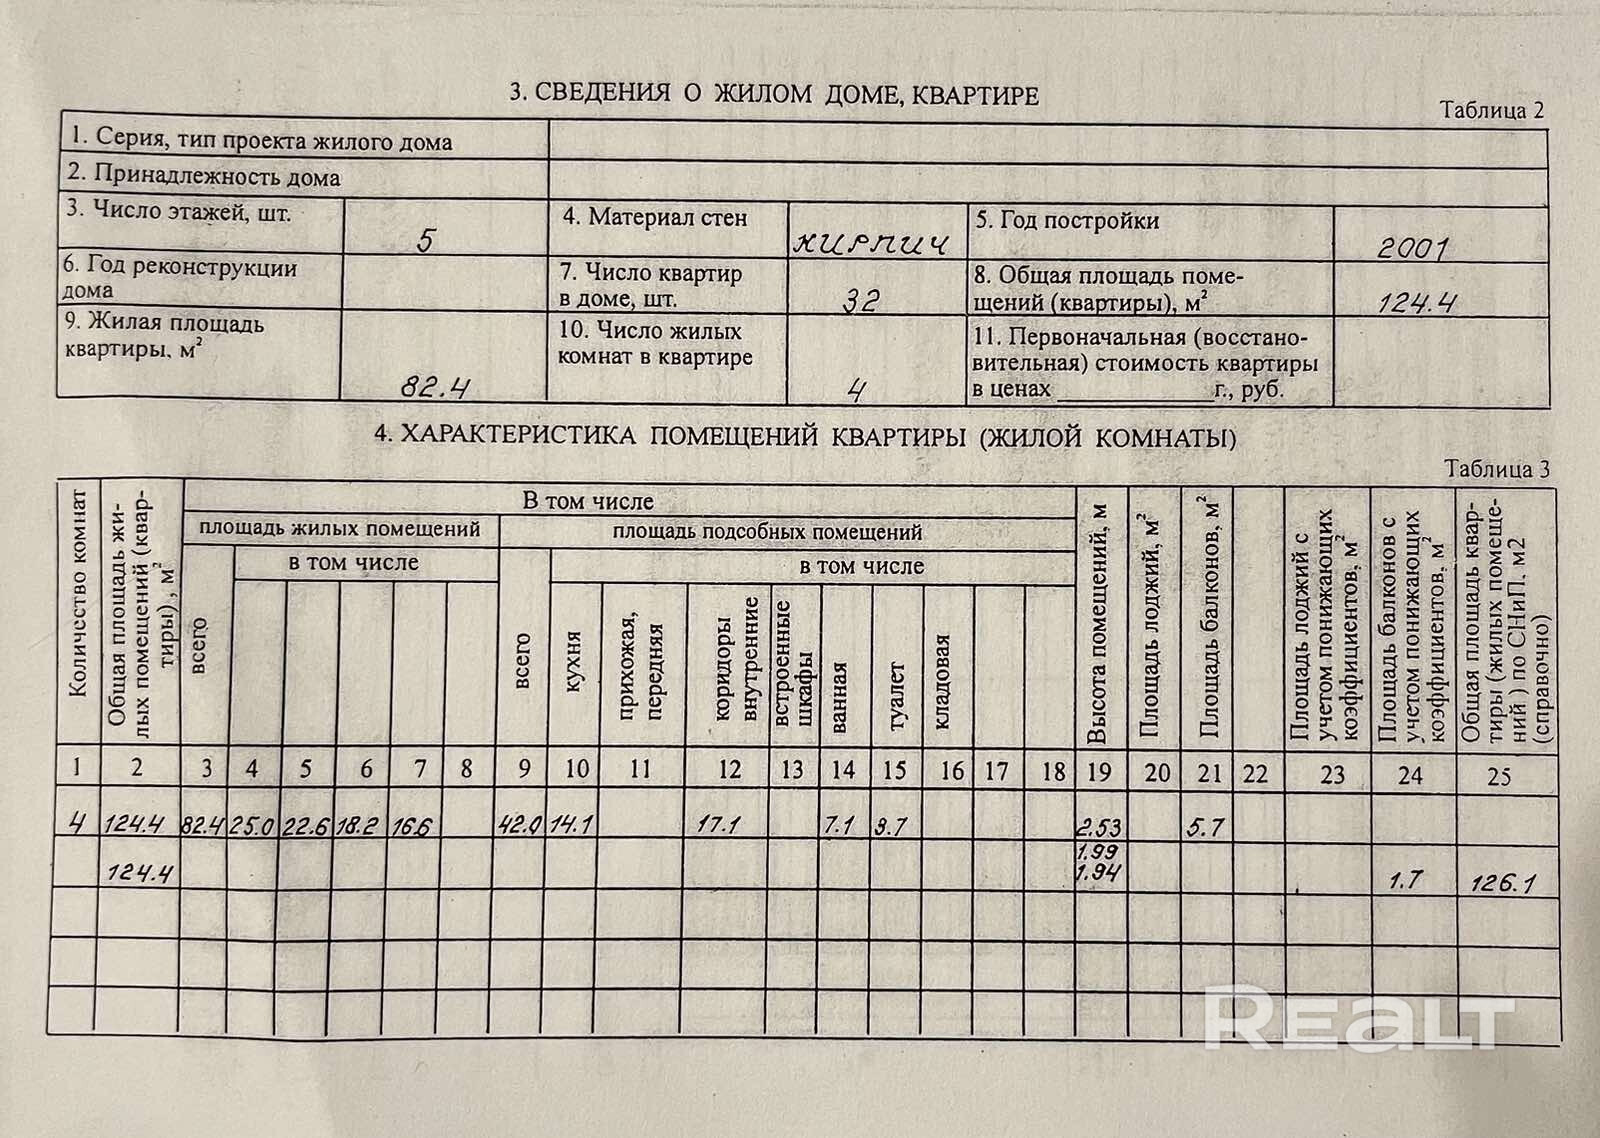 3. СВЕДЕНИЯ О ЖИЛОМ ДОМЕ, КВАРТИРЕ
Таблица 2
1. Серия, тип проекта жилого дома
2. Принадлежность дома
3. Число этажей, шт. 5 4. Материал стен кирпич 5. Год постройки 2001
6. Год реконструкции дома 7. Число квартир в доме, шт. 32 8. Общая площадь помещений (квартиры), м² 124.4
9. Жилая площадь квартиры, м² 82.4 10. Число жилых комнат в квартире 4 11. Первоначальная (восстановительная) стоимость квартиры в ценах ____________ г., руб.
4. ХАРАКТЕРИСТИКА ПОМЕЩЕНИЙ КВАРТИРЫ (ЖИЛОЙ КОМНАТЫ)
Таблица 3
Количество комнат
Общая площадь жилых помещений (квартиры), м²
В том числе
площадь жилых помещений
всего
в том числе
площадь подсобных помещений
всего
в том числе
кухня
прихожая, передняя
коридоры внутренние
встроенные шкафы
ванная
туалет
кладовая
Высота помещений, м
Площадь лоджий, м²
Площадь балконов, м²
Площадь лоджий с учетом понижающих коэффициентов, м²
Площадь балконов с учетом понижающих коэффициентов, м²
Общая площадь квартиры (жилых помещений ) по СНиП, м2 (справочно)
1 2 3 4 5 6 7 8 9 10 11 12 13 14 15 16 17 18 19 20 21 22 23 24 25
4 124.4 82.4 25.0 22.6 18.2 16.6 42.0 14.1 17.1 7.1 3.7 2.53 5.7
1.99
124.4 1.94 1.7 126.1
REALT